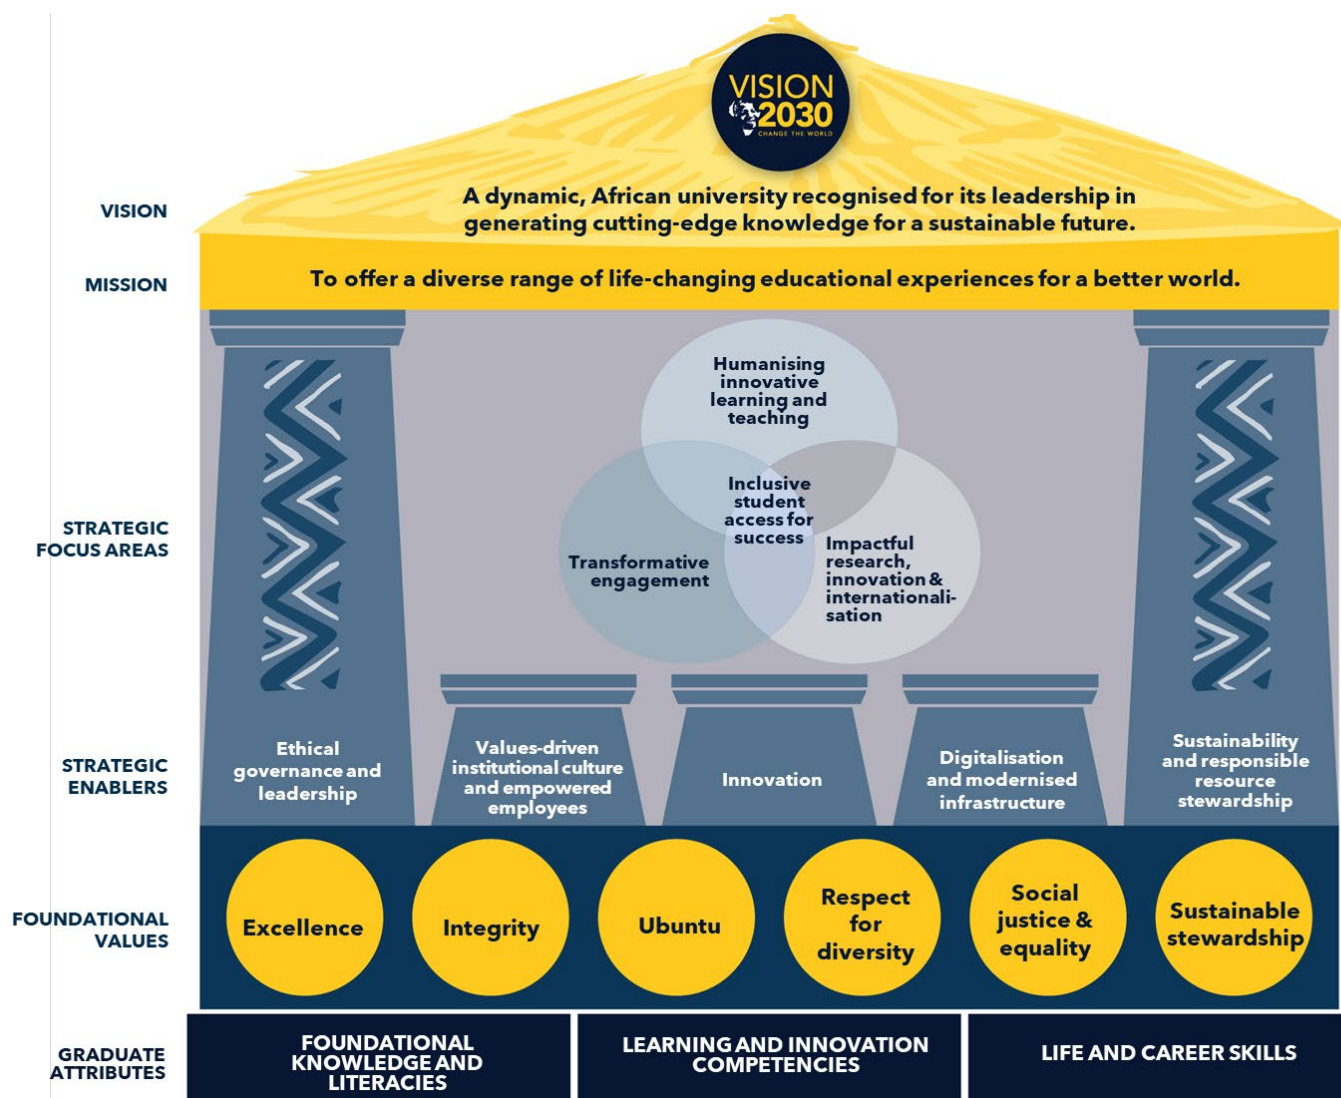 VISION
2030
CHANGE THE WORLD
VISION
A dynamic, African university recognised for its leadership in
generating cutting-edge knowledge for a sustainable future.
MISSION
To offer a diverse range of life-changing educational experiences for a better world.
STRATEGIC
FOCUS AREAS
Humanising
innovative
learning and
teaching
Inclusive
student
access for
success
Transformative
engagement
Impactful
research,
innovation &
internationali-
sation
STRATEGIC
ENABLERS
Ethical
governance and
leadership
Values-driven
institutional culture
and empowered
employees
Innovation
Digitalisation
and modernised
infrastructure
Sustainability
and responsible
resource
stewardship
FOUNDATIONAL
VALUES
Excellence
Integrity
Ubuntu
Respect
for
diversity
Social
justice &
equality
Sustainable
stewardship
GRADUATE
ATTRIBUTES
FOUNDATIONAL
KNOWLEDGE AND
LITERACIES
LEARNING AND INNOVATION
COMPETENCIES
LIFE AND CAREER SKILLS